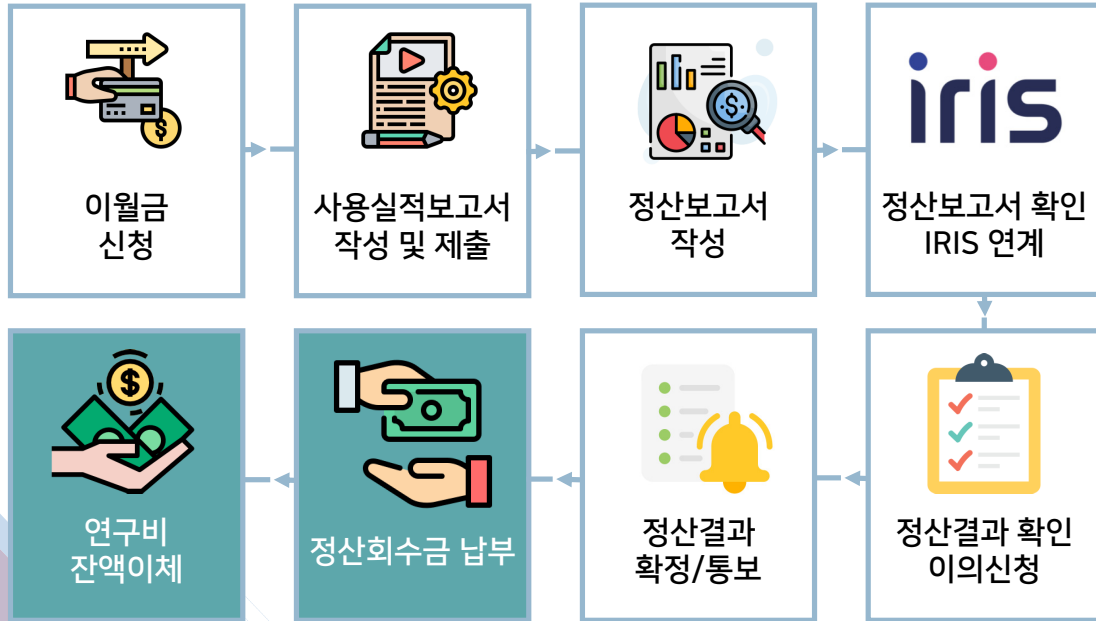 이월금
신청
사용실적보고서
작성 및 제출
정산보고서
작성
iris
정산보고서 확인
IRIS 연계
정산결과 확인
이의신청
정산결과
확정/통보
정산회수금 납부
연구비
잔액이체